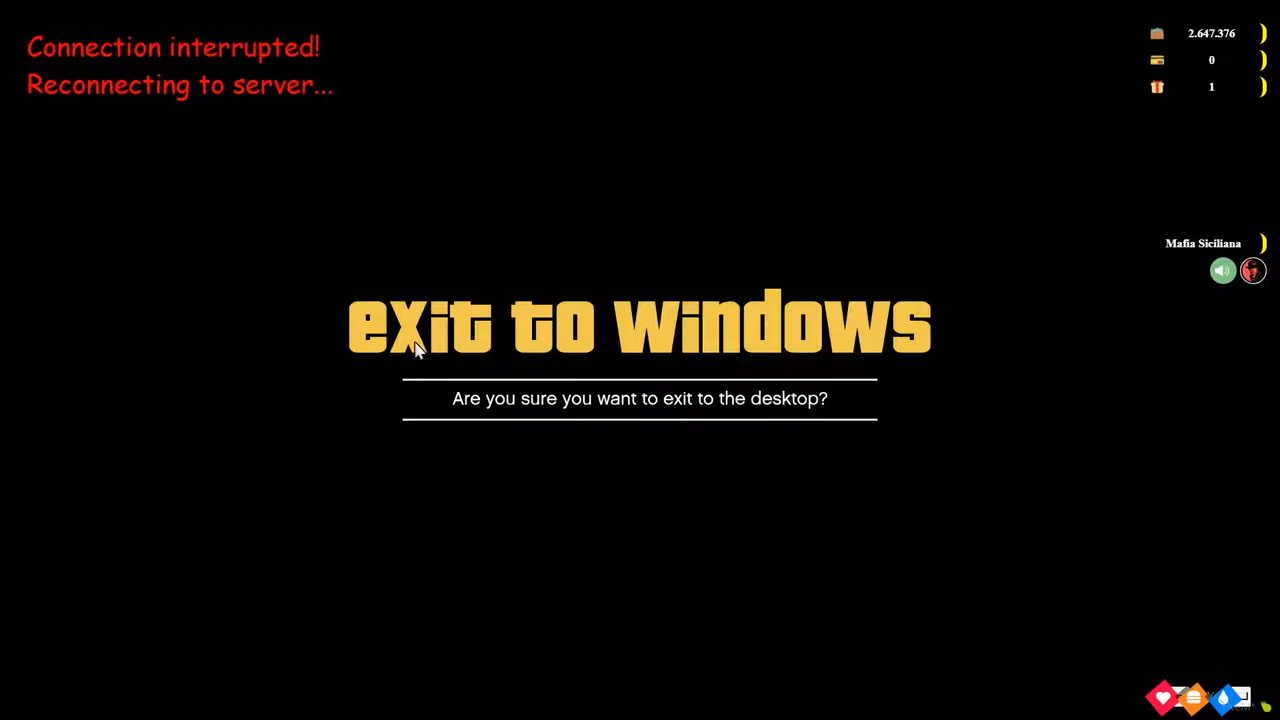 Connection interrupted!
Reconnecting to server...
2.647.376
0
1
Mafia Siciliana
exit to windows
Are you sure you want to exit to the desktop?